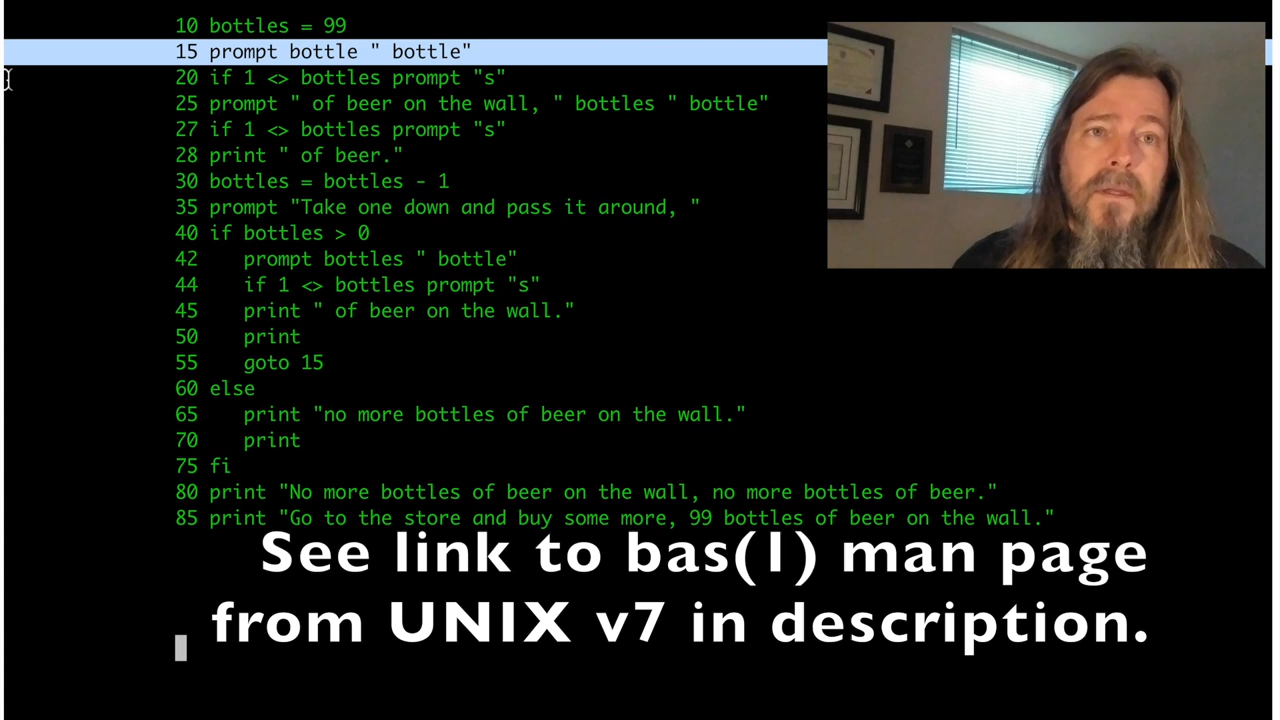 10 bottles = 99
15 prompt bottle " bottle"
20 if 1 <> bottles prompt "s"
25 prompt " of beer on the wall, " bottles " bottle"
27 if 1 <> bottles prompt "s"
28 print " of beer."
30 bottles = bottles - 1
35 prompt "Take one down and pass it around, "
40 if bottles > 0
42    prompt bottles " bottle"
44    if 1 <> bottles prompt "s"
45    print " of beer on the wall."
50    print
55    goto 15
60 else
65    print "no more bottles of beer on the wall."
70    print
75 fi
80 print "No more bottles of beer on the wall, no more bottles of beer."
85 print "Go to the store and buy some more, 99 bottles of beer on the wall."
See link to bas(1) man page
from UNIX v7 in description.